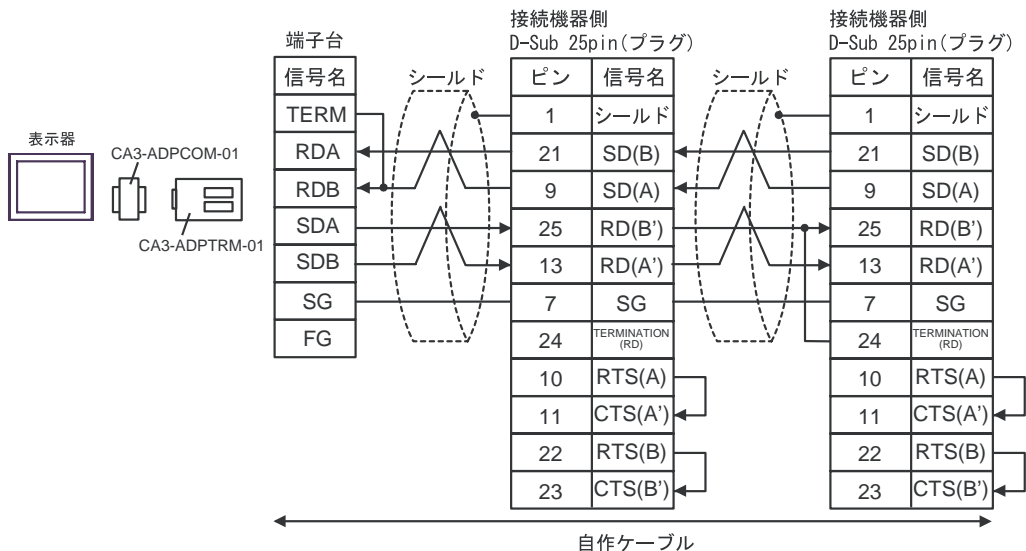 表示器
CA3-ADPCOM-01
CA3-ADPTRM-01
端子台
信号名
TERM
RDA
RDB
SDA
SDB
SG
FG
シールド
接続機器側
D-Sub 25pin(プラグ)
ピン 信号名
1 シールド
21 SD(B)
9 SD(A)
25 RD(B')
13 RD(A')
7 SG
24 TERMINATION (RD)
10 RTS(A)
11 CTS(A')
22 RTS(B)
23 CTS(B')
シールド
接続機器側
D-Sub 25pin(プラグ)
ピン 信号名
1 シールド
21 SD(B)
9 SD(A)
25 RD(B')
13 RD(A')
7 SG
24 TERMINATION (RD)
10 RTS(A)
11 CTS(A')
22 RTS(B)
23 CTS(B')
自作ケーブル